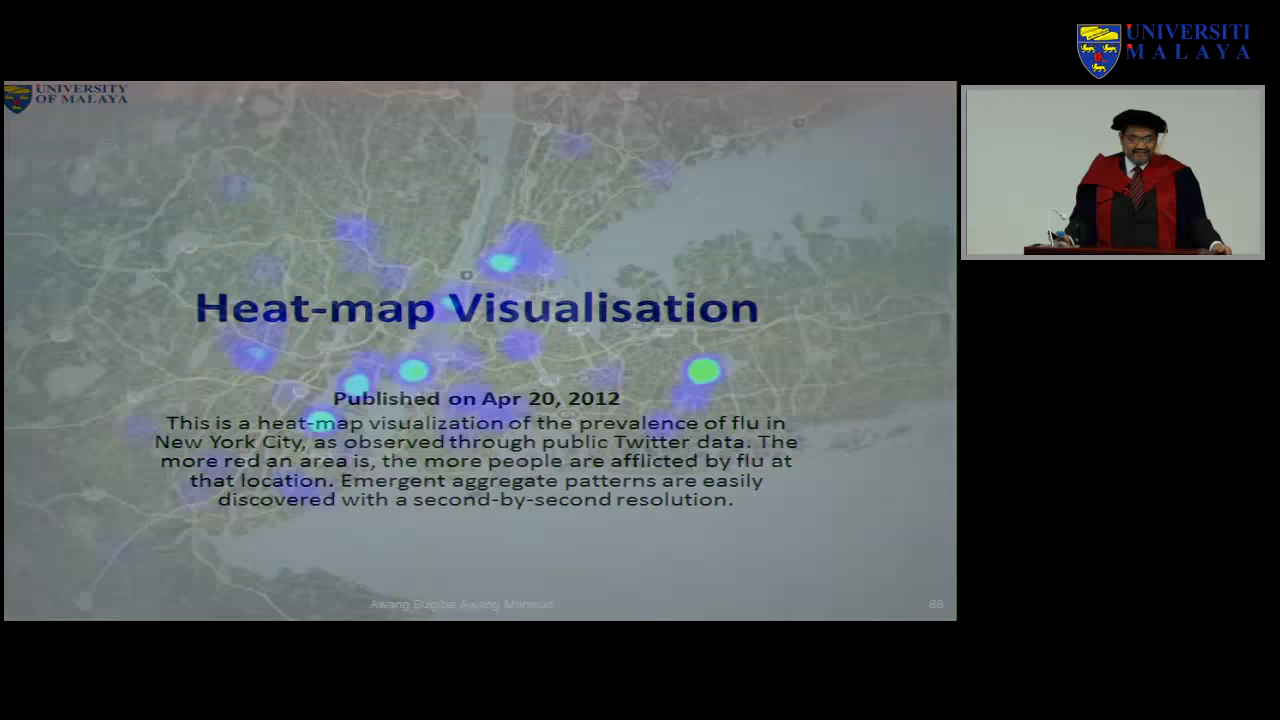 UNIVERSITI
MALAYA
UNIVERSITY
OF MALAYA
Heat-map Visualisation
Published on Apr 20, 2012
This is a heat-map visualization of the prevalence of flu in
New York City, as observed through public Twitter data. The
more red an area is, the more people are afflicted by flu at
that location. Emergent aggregate patterns are easily
discovered with a second-by-second resolution.
Awang Bulgiba Awang Mahmud
68